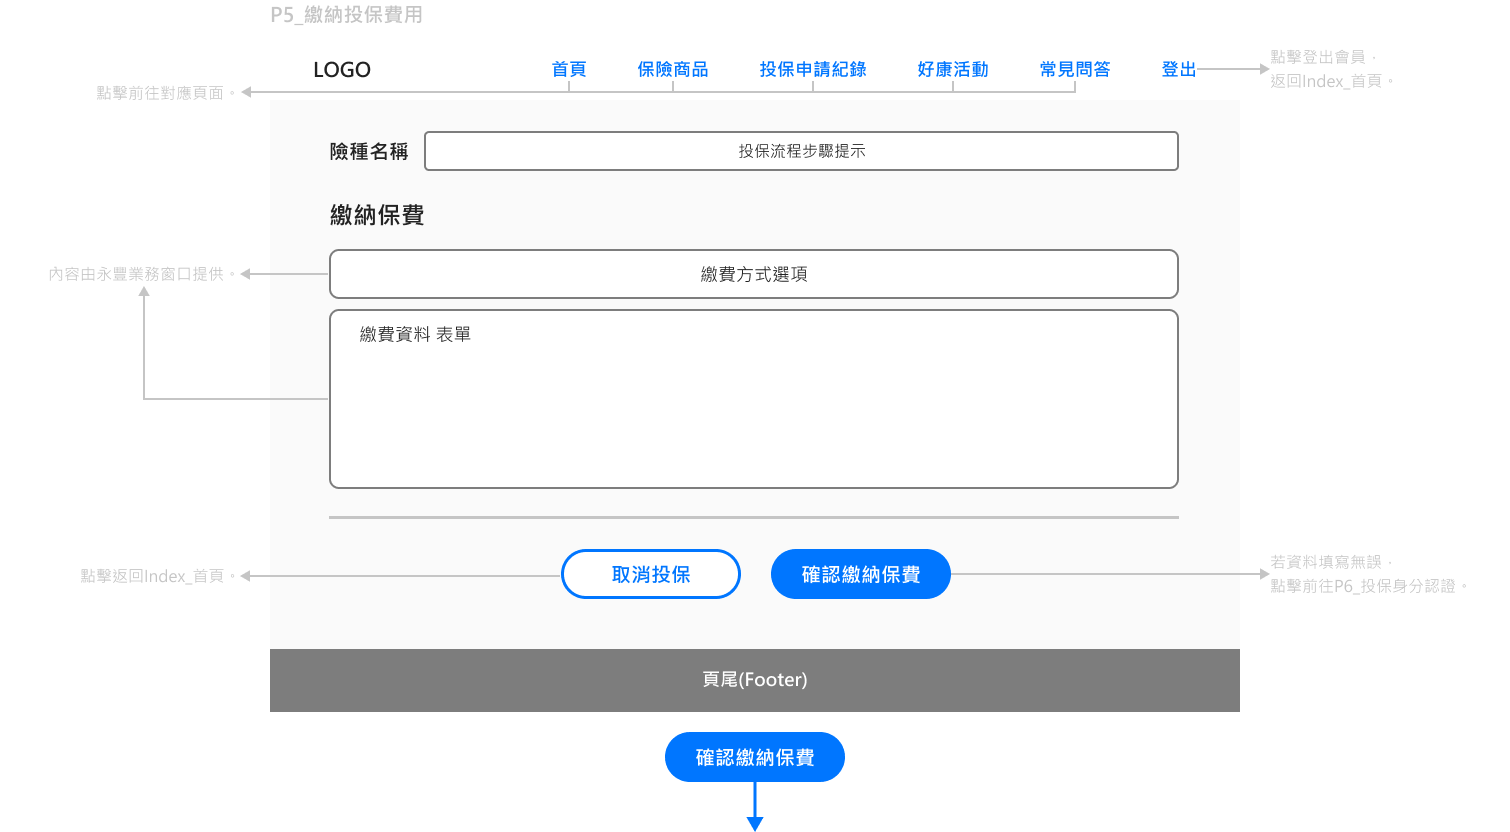 P5_繳納投保費用
LOGO
首頁
保險商品
投保申請紀錄
好康活動
常見問答
登出
點擊登出會員，
返回Index_首頁。
點擊前往對應頁面。
險種名稱
投保流程步驟提示
繳納保費
內容由永豐業務窗口提供。
繳費方式選項
繳費資料 表單
點擊返回Index_首頁。
取消投保
確認繳納保費
若資料填寫無誤，
點擊前往P6_投保身分認證。
頁尾(Footer)
確認繳納保費